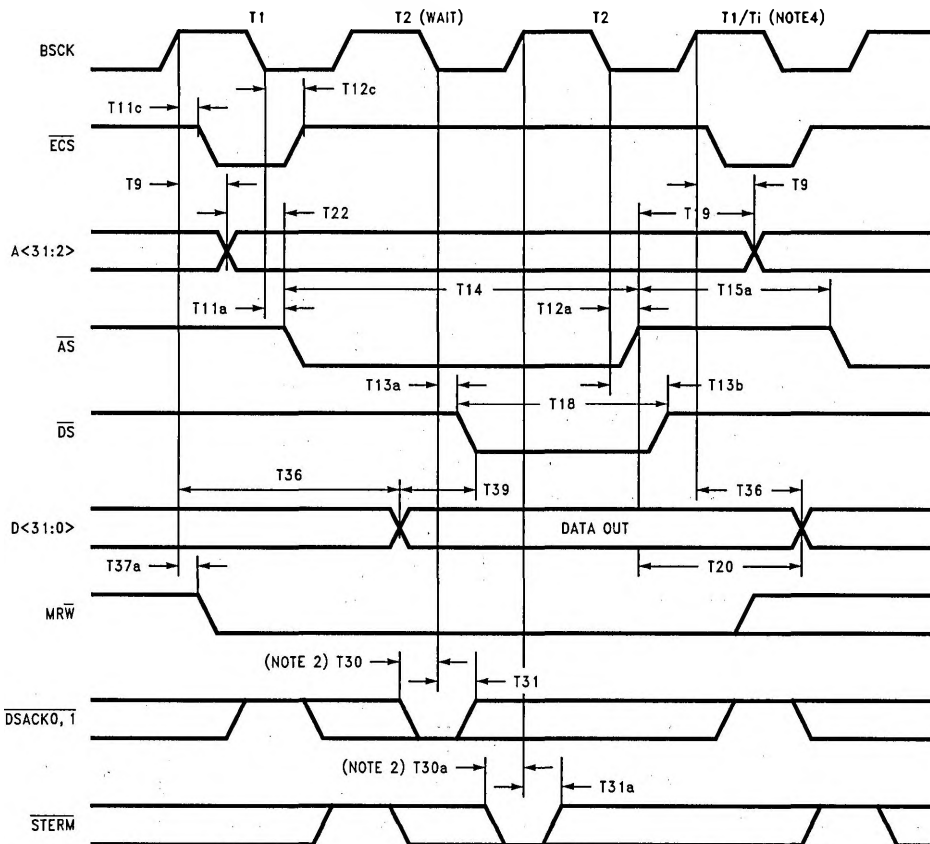 T1 T2 (WAIT) T2 T1/Ti (NOTE4)
BSCK
T11c T12c
ECS
T9 T9
T22 T19
A<31:2>
T14 T15a
T11a T12a
AS
T13a T18 T13b
DS
T36 T39 T36
D<31:0> DATA OUT
T37a T20
MRW
(NOTE 2) T30 T31
DSACK0, 1
(NOTE 2) T30a T31a
STERM